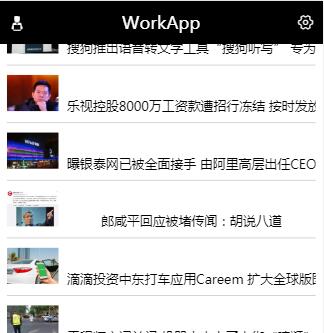 WorkApp
搜狗推出语音转文字工具“搜狗听写” 专为
乐视控股8000万工资款遭招行冻结 按时发放
曝银泰网已被全面接手 由阿里高层出任CEO
郎咸平回应被堵传闻：胡说八道
滴滴投资中东打车应用Careem 扩大全球版图